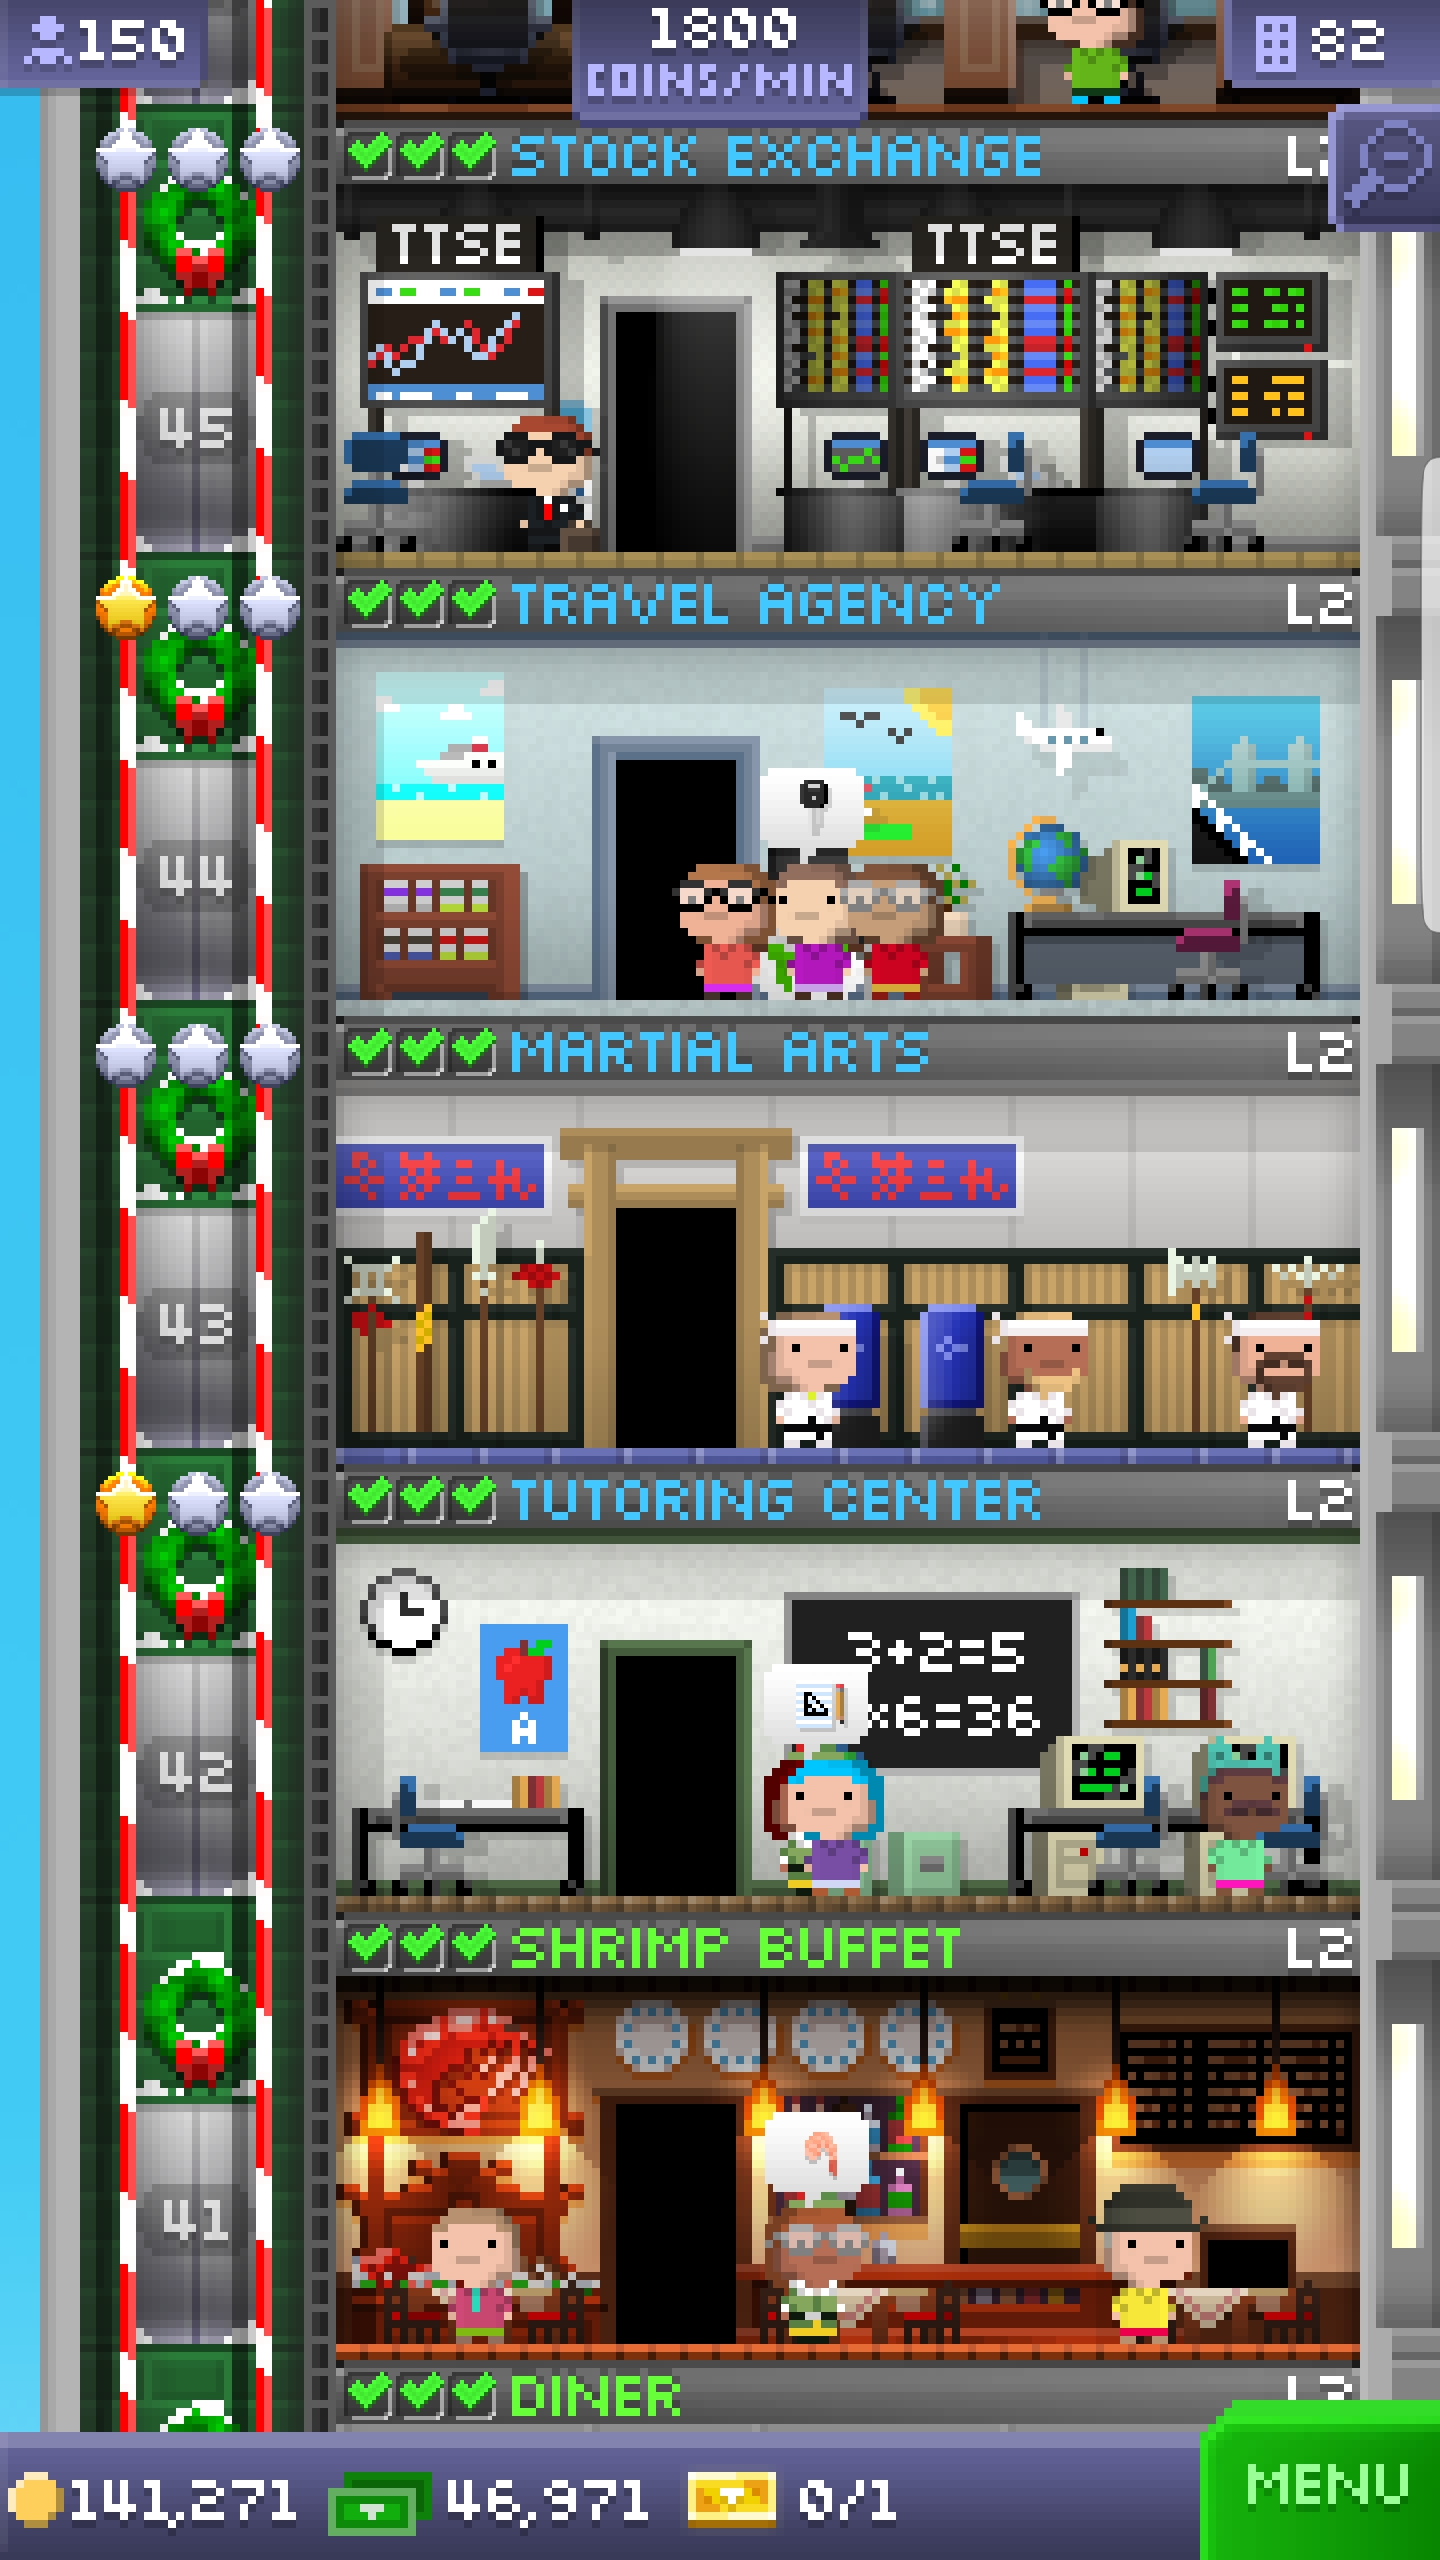 150
1800
COINS/MIN
82
STOCK EXCHANGE
TTSE
TTSE
45
TRAVEL AGENCY L2
44
MARTIAL ARTS L2
43
TUTORING CENTER L2
3+2=5
x6=36
A
42
SHRIMP BUFFET L2
41
DINER
141,271
46,971
0/1
MENU